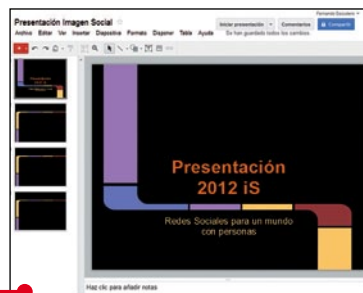 Presentación Imagen Social
Iniciar presentación
Comentarios
Compartir
Archivo Editar Ver Insertar Diapositiva Formato Disponer Tabla Ayuda
Se han guardado todos los cambios
Presentación
2012 iS
Redes Sociales para un mundo
con personas
Haz clic para añadir notas